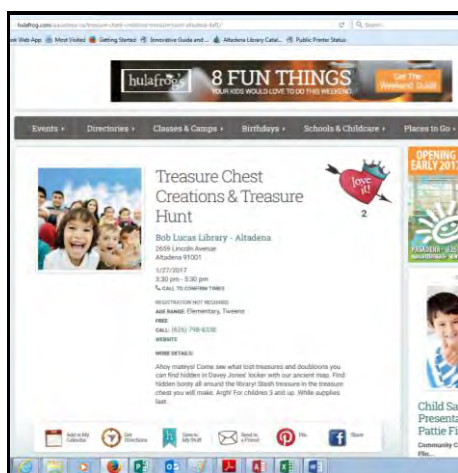 hulafrog.com/
Search
Web App Most Visited Getting Started Innovative Guide and ... Altadena Library Catal... Public Printer Status
hulafrog's 8 FUN THINGS
YOUR KIDS WOULD LOVE TO DO THIS WEEKEND
Get The
Weekend Guide!
Events Directories Classes & Camps Birthdays Schools & Childcare Places to Go
Treasure Chest
Creations & Treasure
Hunt
love
it!
2
Bob Lucas Library - Altadena
2659 Lincoln Avenue
Altadena 91001
1/27/2017
3:30 pm - 5:30 pm
CALL TO CONFIRM TIMES
REGISTRATION NOT REQUIRED
AGE RANGE: Elementary, Tweens
FREE
CALL: (626) 798-8338
WEBSITE
MORE DETAILS:
Ahoy mateys! Come see what lost treasures and doubloons you
can find hidden in Davey Jones' locker with our ancient map. Find
hidden booty all around the library! Stash treasure in the treasure
chest you will make. Argh! For children 3 and up. While supplies
last.
OPENING
EARLY 2017
PASADENA
Child Sa
Presenta
Pattie Fi
Community C
Add to My
Calendar
Get
Directions
Save to
My Stuff
Send to
a Friend
Pin
Share